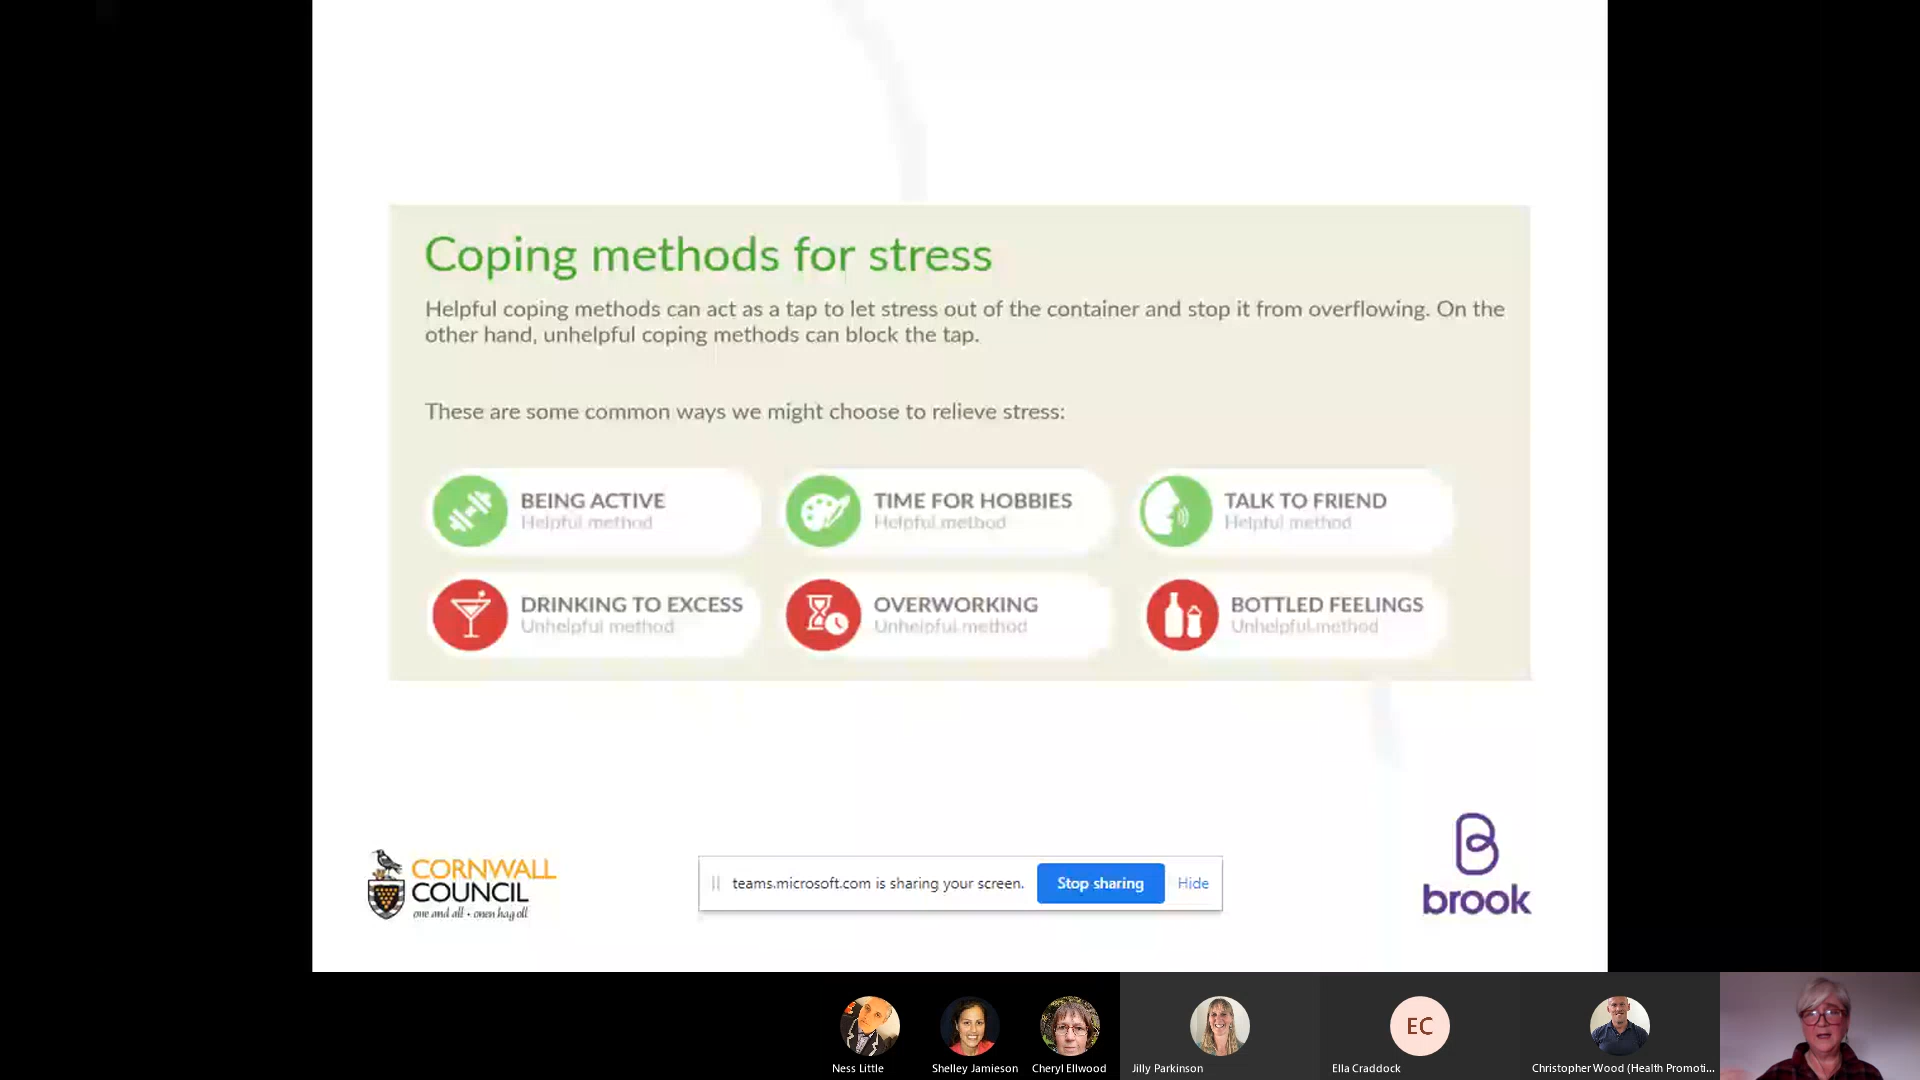 Coping methods for stress
Helpful coping methods can act as a tap to let stress out of the container and stop it from overflowing. On the
other hand, unhelpful coping methods can block the tap.
These are some common ways we might choose to relieve stress:
BEING ACTIVE
Helpful method
TIME FOR HOBBIES
Helpful method
TALK TO FRIEND
Helpful method
DRINKING TO EXCESS
Unhelpful method
OVERWORKING
Unhelpful method
BOTTLED FEELINGS
Unhelpful method
CORNWALL
COUNCIL
one and all • onen hag oll
teams.microsoft.com is sharing your screen.
Stop sharing
Hide
brook
EC
Ness Little
Shelley Jamieson
Cheryl Ellwood
Jilly Parkinson
Ella Craddock
Christopher Wood (Health Promoti...